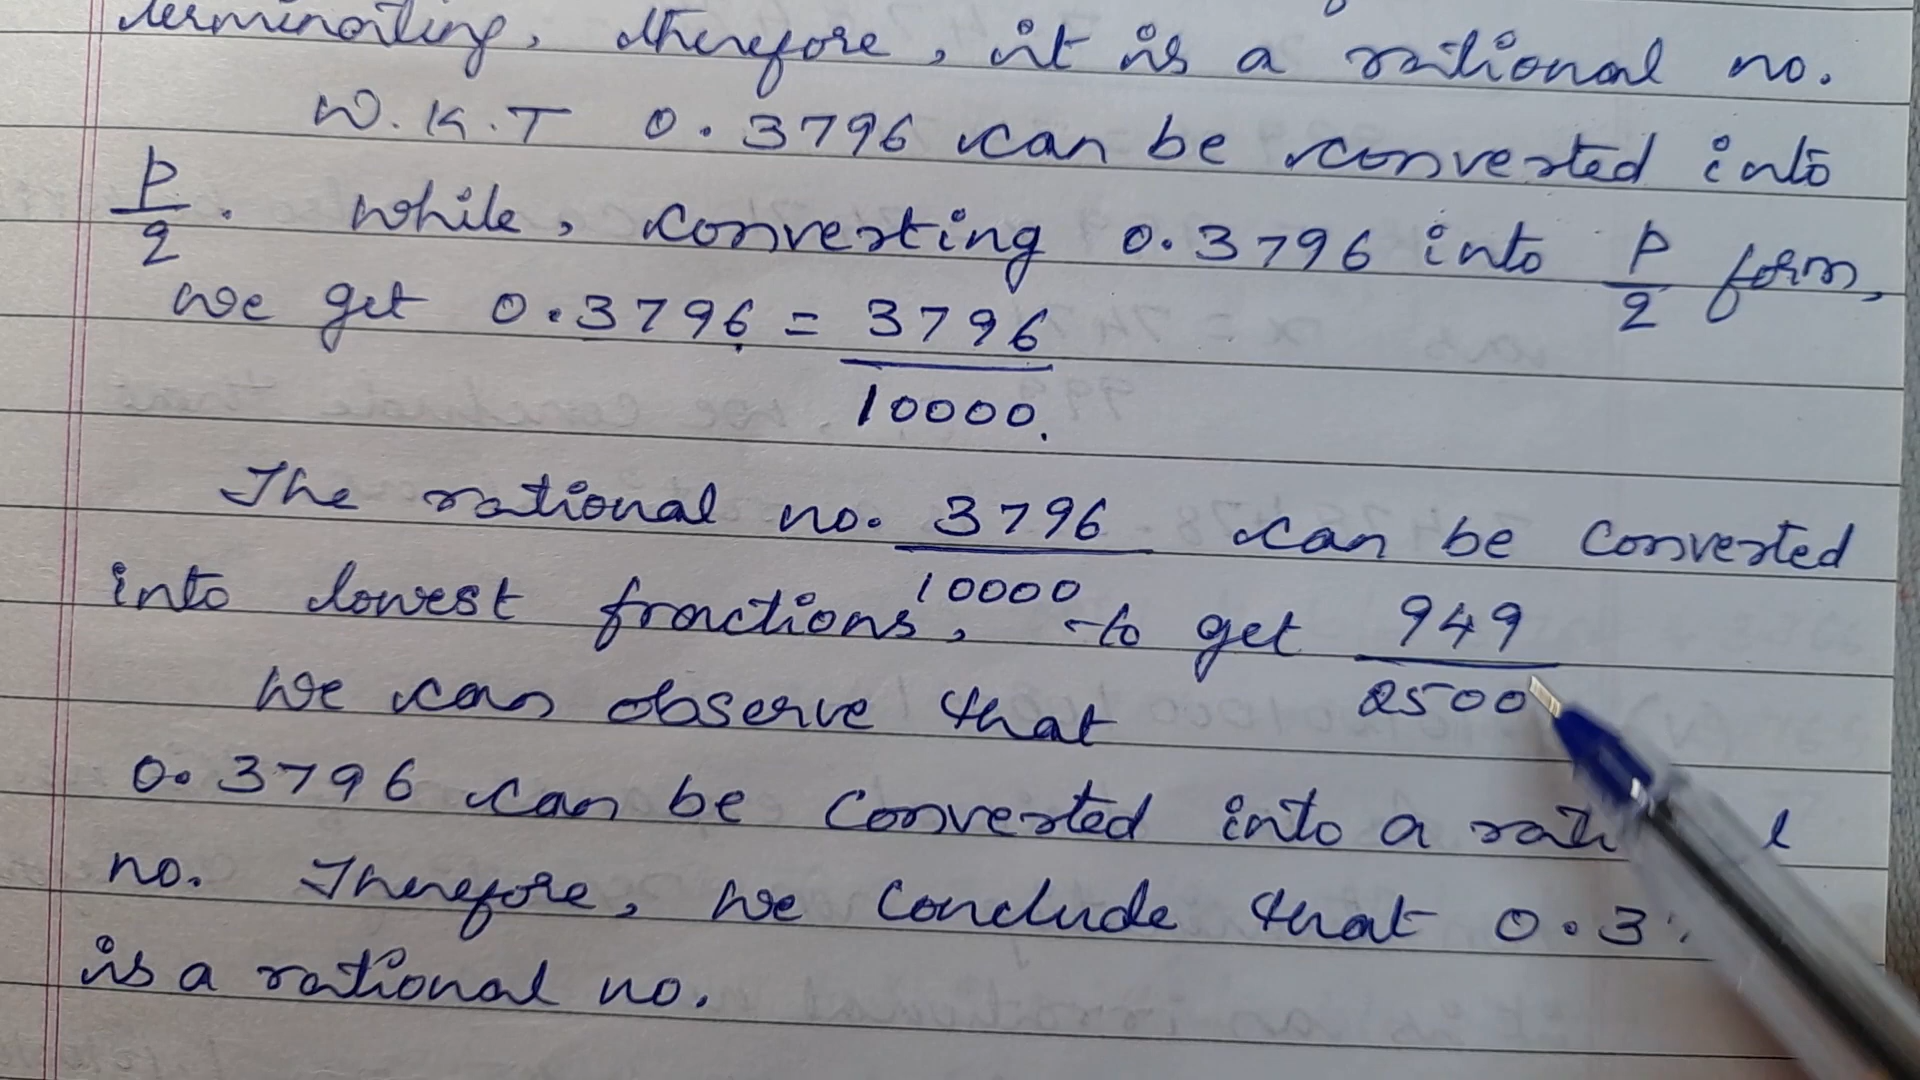 terminating, therefore, it is a rational no.
W.K.T 0.3796 can be converted into
p/q. while, converting 0.3796 into p/q form,
we get 0.3796 = 3796/10000.
The rational no. 3796/10000 can be converted
into lowest fractions, to get 949/2500
We can observe that
0.3796 can be converted into a
no. Therefore, we conclude that 0.3
is a rational no.